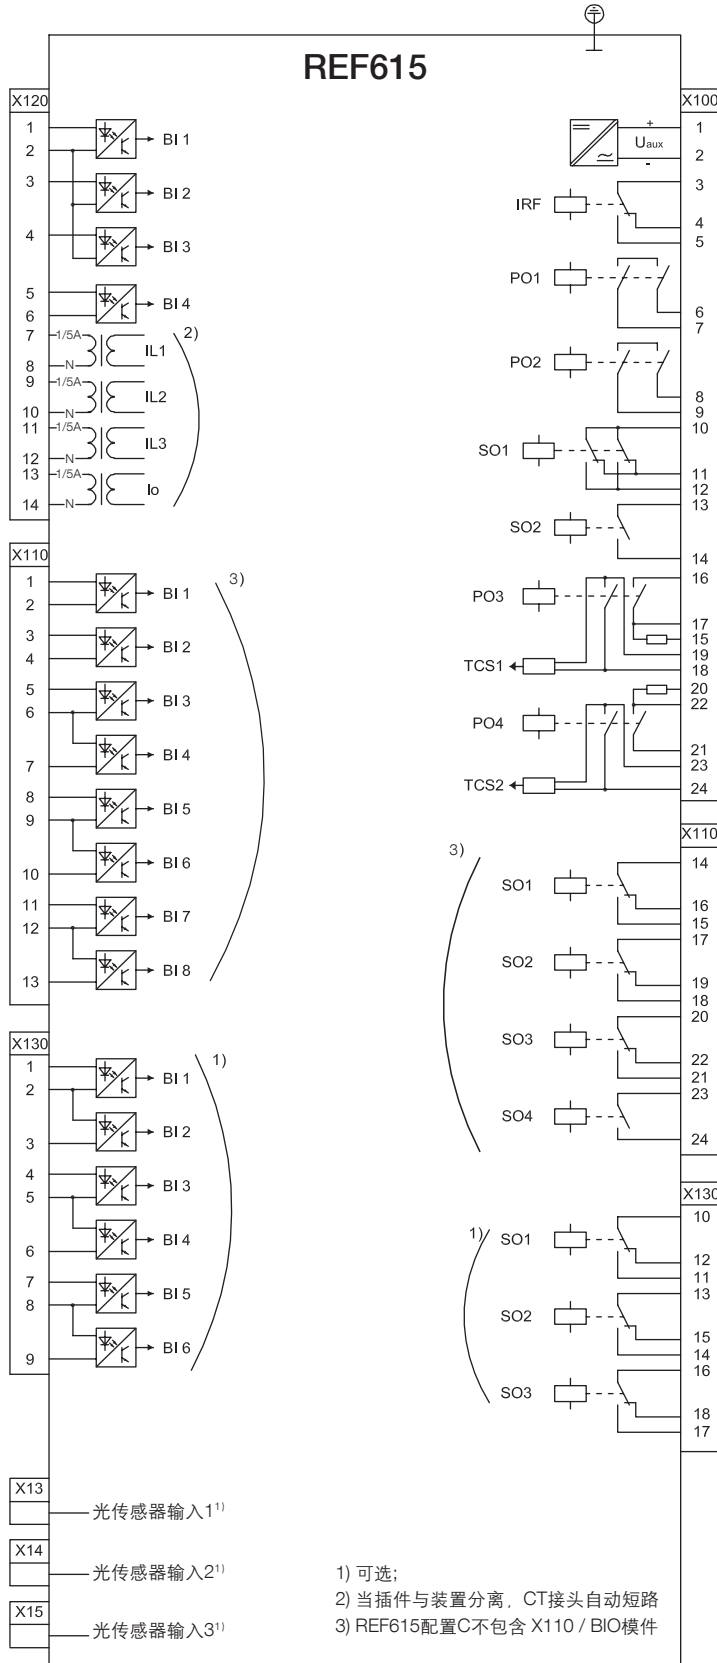 REF615
X120
1
2
BI 1
3
BI 2
4
BI 3
5
6
BI 4
7
1/5A
2)
8
N
IL1
9
1/5A
10
N
IL2
11
1/5A
12
N
IL3
13
1/5A
14
N
Io
X110
1
2
BI 1
3)
3
4
BI 2
5
6
BI 3
7
BI 4
8
9
BI 5
10
BI 6
11
12
BI 7
13
BI 8
X130
1
2
BI 1
1)
3
BI 2
4
5
BI 3
6
BI 4
7
8
BI 5
9
BI 6
X13
光传感器输入1¹⁾
X14
光传感器输入2¹⁾
X15
光传感器输入3¹⁾
X100
+
1
Uaux
2
-
3
IRF
4
5
PO1
6
7
PO2
8
9
10
SO1
11
12
13
SO2
14
16
PO3
17
15
19
TCS1
18
20
22
PO4
21
23
TCS2
24
X110
3)
14
SO1
16
15
17
SO2
19
18
20
SO3
22
21
23
SO4
24
X130
10
1)
SO1
12
11
13
SO2
15
14
16
SO3
18
17
1) 可选;
2) 当插件与装置分离，CT接头自动短路
3) REF615配置C不包含 X110 / BIO模件